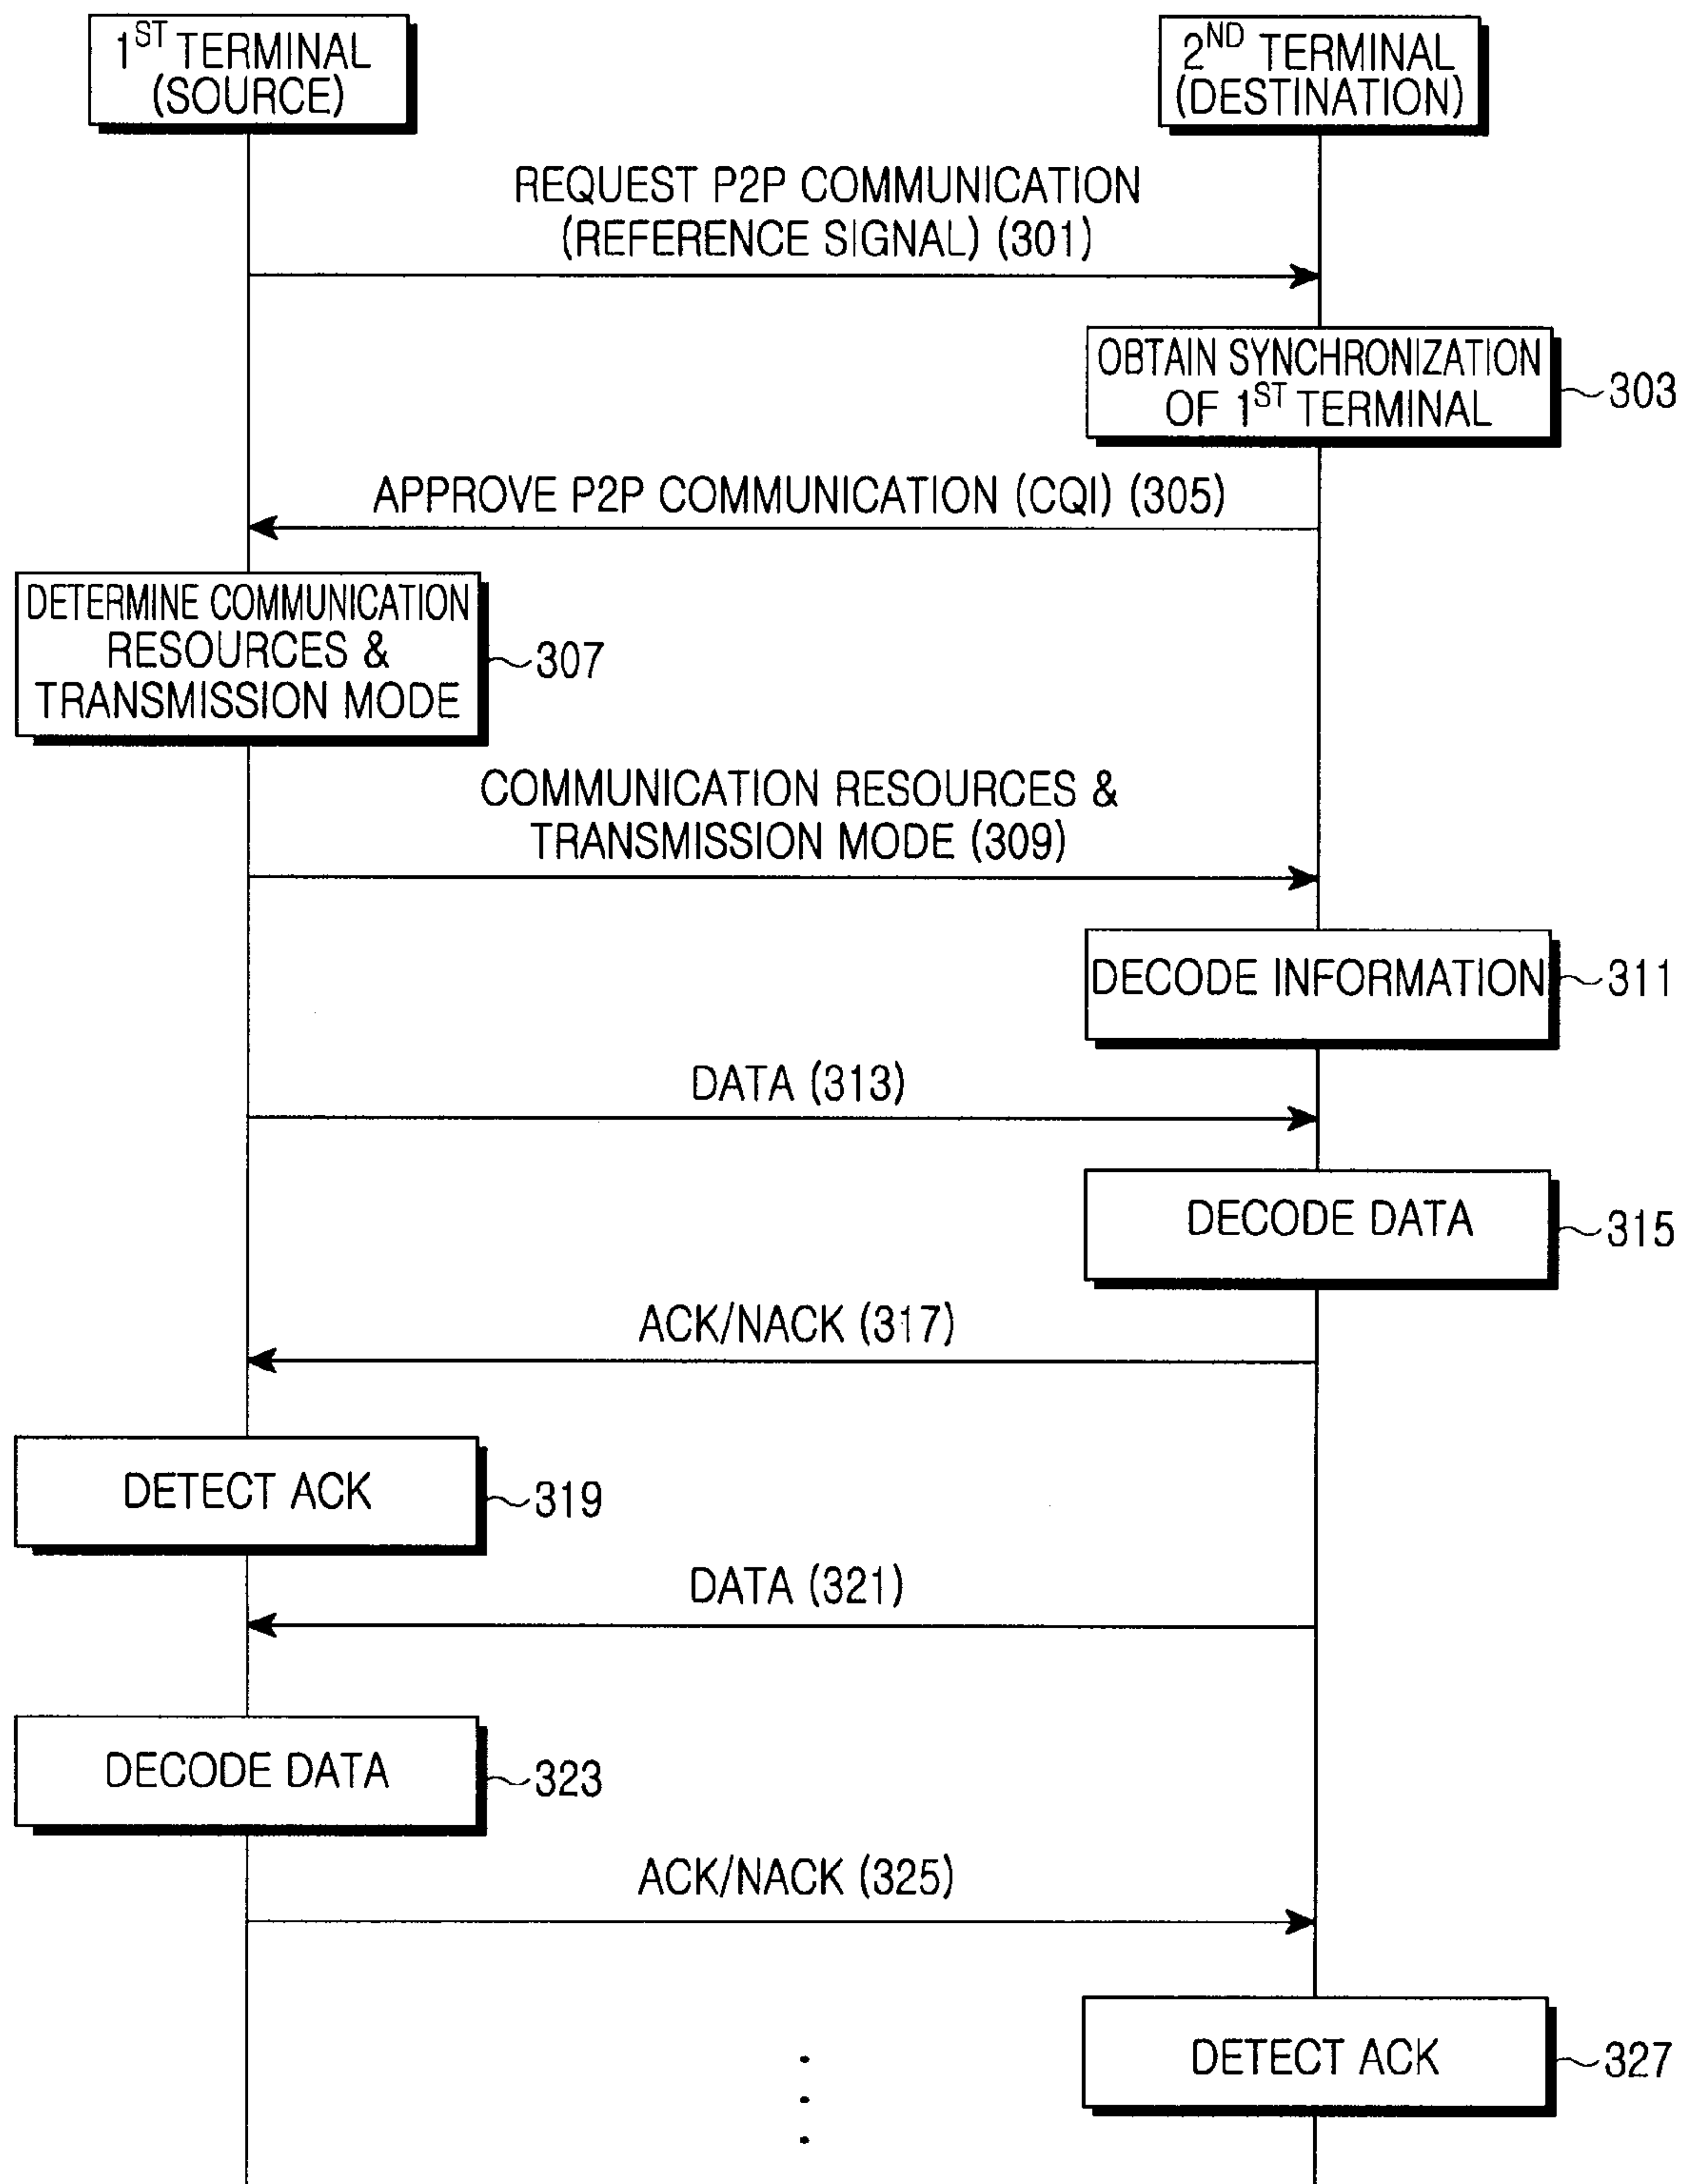 1ST TERMINAL
(SOURCE)
2ND TERMINAL
(DESTINATION)
REQUEST P2P COMMUNICATION
(REFERENCE SIGNAL) (301)
OBTAIN SYNCHRONIZATION
OF 1ST TERMINAL
303
APPROVE P2P COMMUNICATION (CQI) (305)
DETERMINE COMMUNICATION
RESOURCES &
TRANSMISSION MODE
307
COMMUNICATION RESOURCES &
TRANSMISSION MODE (309)
DECODE INFORMATION
311
DATA (313)
DECODE DATA
315
ACK/NACK (317)
DETECT ACK
319
DATA (321)
DECODE DATA
323
ACK/NACK (325)
DETECT ACK
327